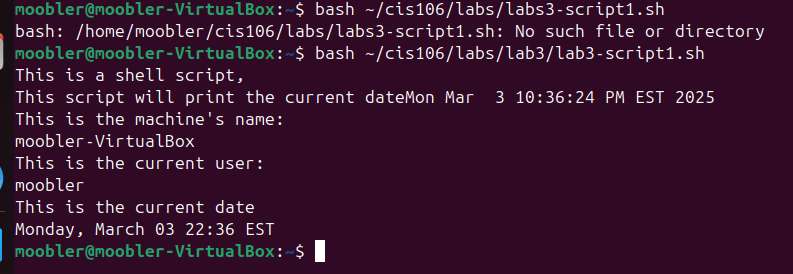 moobler@moobler-VirtualBox:~$ bash ~/cis106/labs/labs3-script1.sh
bash: /home/moobler/cis106/labs/labs3-script1.sh: No such file or directory
moobler@moobler-VirtualBox:~$ bash ~/cis106/labs/lab3/lab3-script1.sh
This is a shell script,
This script will print the current dateMon Mar  3 10:36:24 PM EST 2025
This is the machine's name:
moobler-VirtualBox
This is the current user:
moobler
This is the current date
Monday, March 03 22:36 EST
moobler@moobler-VirtualBox:~$